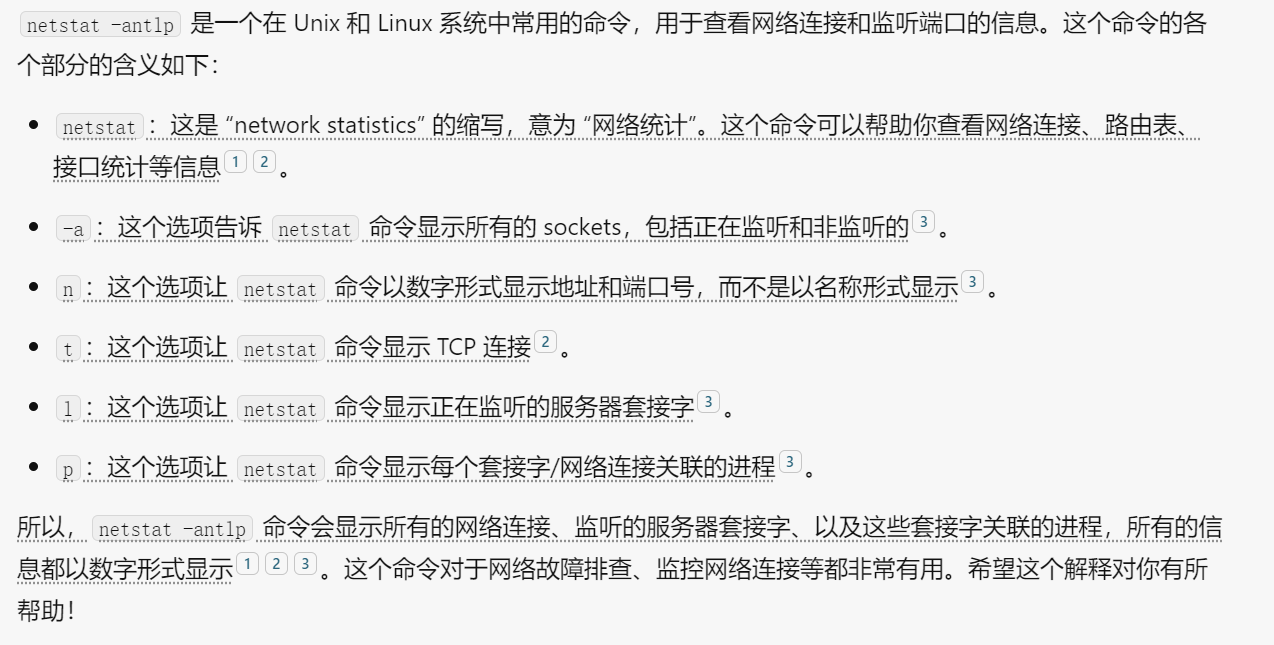 netstat -antlp 是一个在 Unix 和 Linux 系统中常用的命令，用于查看网络连接和监听端口的信息。这个命令的各
个部分的含义如下：
• netstat：这是 “network statistics” 的缩写，意为 “网络统计”。这个命令可以帮助你查看网络连接、路由表、
接口统计等信息 1 2 。
• -a：这个选项告诉 netstat 命令显示所有的 sockets，包括正在监听和非监听的 3 。
• n：这个选项让 netstat 命令以数字形式显示地址和端口号，而不是以名称形式显示 3 。
• t：这个选项让 netstat 命令显示 TCP 连接 2 。
• l：这个选项让 netstat 命令显示正在监听的服务器套接字 3 。
• p：这个选项让 netstat 命令显示每个套接字/网络连接关联的进程 3 。
所以，netstat -antlp 命令会显示所有的网络连接、监听的服务器套接字、以及这些套接字关联的进程，所有的信
息都以数字形式显示 1 2 3 。这个命令对于网络故障排查、监控网络连接等都非常有用。希望这个解释对你有所
帮助！